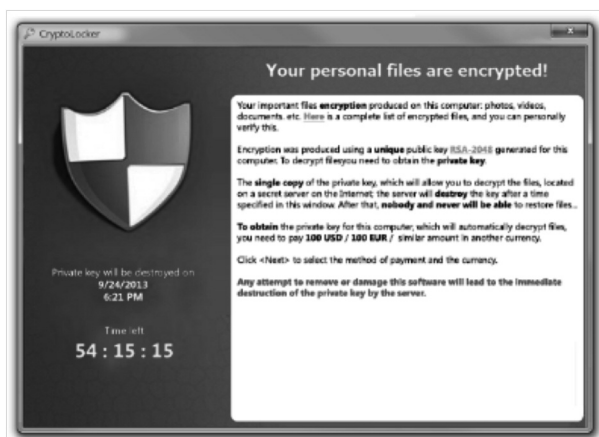 CryptoLocker
Your personal files are encrypted!
Your important files encryption produced on this computer: photos, videos,
documents, etc. Here is a complete list of encrypted files, and you can personally
verify this.
Encryption was produced using a unique public key RSA-2048 generated for this
computer. To decrypt filesyou need to obtain the private key.
The single copy of the private key, which will allow you to decrypt the files, located
on a secret server on the Internet; the server will destroy the key after a time
specified in this window. After that, nobody and never will be able to restore files...
To obtain the private key for this computer, which will automatically decrypt files,
you need to pay 100 USD / 100 EUR / similar amount in another currency.
Click <Next> to select the method of payment and the currency.
Any attempt to remove or damage this software will lead to the immediate
destruction of the private key by the server.
Private key will be destroyed on
9/24/2013
6:21 PM
Time left
54 : 15 : 15